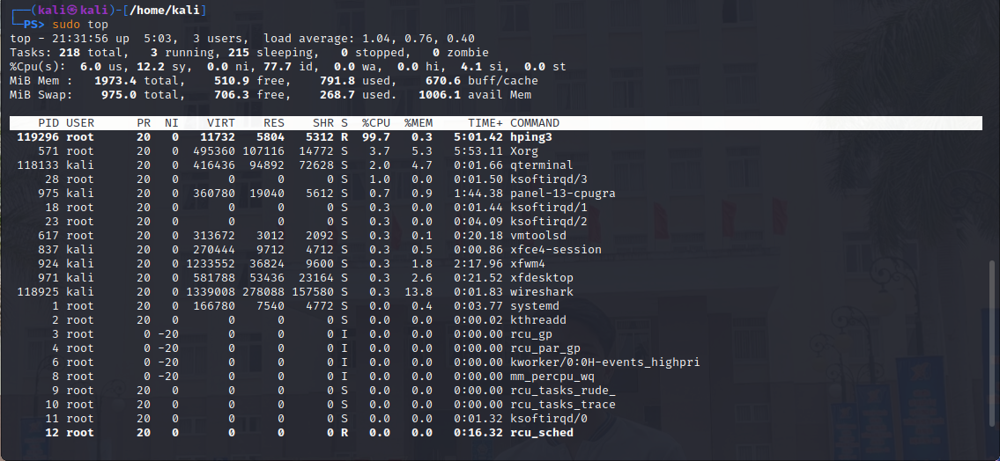 ┌──(kali㉿kali)-[/home/kali]
└─PS> sudo top
top - 21:31:56 up  5:03,  3 users,  load average: 1.04, 0.76, 0.40
Tasks: 218 total,   3 running, 215 sleeping,   0 stopped,   0 zombie
%Cpu(s):  6.0 us, 12.2 sy,  0.0 ni, 77.7 id,  0.0 wa,  0.0 hi,  4.1 si,  0.0 st
MiB Mem :   1973.4 total,    510.9 free,    791.8 used,    670.6 buff/cache
MiB Swap:    975.0 total,    706.3 free,    268.7 used.   1006.1 avail Mem
PID USER      PR  NI    VIRT    RES    SHR S  %CPU  %MEM     TIME+ COMMAND
119296 root      20   0   11732   5804   5312 R  99.7   0.3   5:01.42 hping3
571 root      20   0  495360 107116  14772 S   3.7   5.3   5:53.11 Xorg
118133 kali      20   0  416436  94892  72628 S   2.0   4.7   0:01.66 qterminal
28 root      20   0       0      0      0 S   1.0   0.0   0:01.50 ksoftirqd/3
975 kali      20   0  360780  19040   5612 S   0.7   0.9   1:44.38 panel-13-cpugra
18 root      20   0       0      0      0 S   0.3   0.0   0:01.44 ksoftirqd/1
23 root      20   0       0      0      0 S   0.3   0.0   0:04.09 ksoftirqd/2
617 root      20   0  313672   3012   2092 S   0.3   0.1   0:20.18 vmtoolsd
837 kali      20   0  270444   9712   4712 S   0.3   0.5   0:00.86 xfce4-session
924 kali      20   0 1233552  36824   9600 S   0.3   1.8   2:17.96 xfwm4
971 kali      20   0  581788  53436  23164 S   0.3   2.6   0:21.52 xfdesktop
118925 kali      20   0 1339008 278088 157580 S   0.3  13.8   0:01.83 wireshark
1 root      20   0  166780   7540   4772 S   0.0   0.4   0:03.77 systemd
2 root      20   0       0      0      0 S   0.0   0.0   0:00.02 kthreadd
3 root       0 -20       0      0      0 I   0.0   0.0   0:00.00 rcu_gp
4 root       0 -20       0      0      0 I   0.0   0.0   0:00.00 rcu_par_gp
6 root       0 -20       0      0      0 I   0.0   0.0   0:00.00 kworker/0:0H-events_highpri
8 root       0 -20       0      0      0 I   0.0   0.0   0:00.00 mm_percpu_wq
9 root      20   0       0      0      0 S   0.0   0.0   0:00.00 rcu_tasks_rude_
10 root      20   0       0      0      0 S   0.0   0.0   0:00.00 rcu_tasks_trace
11 root      20   0       0      0      0 S   0.0   0.0   0:01.32 ksoftirqd/0
12 root      20   0       0      0      0 R   0.0   0.0   0:16.32 rcu_sched